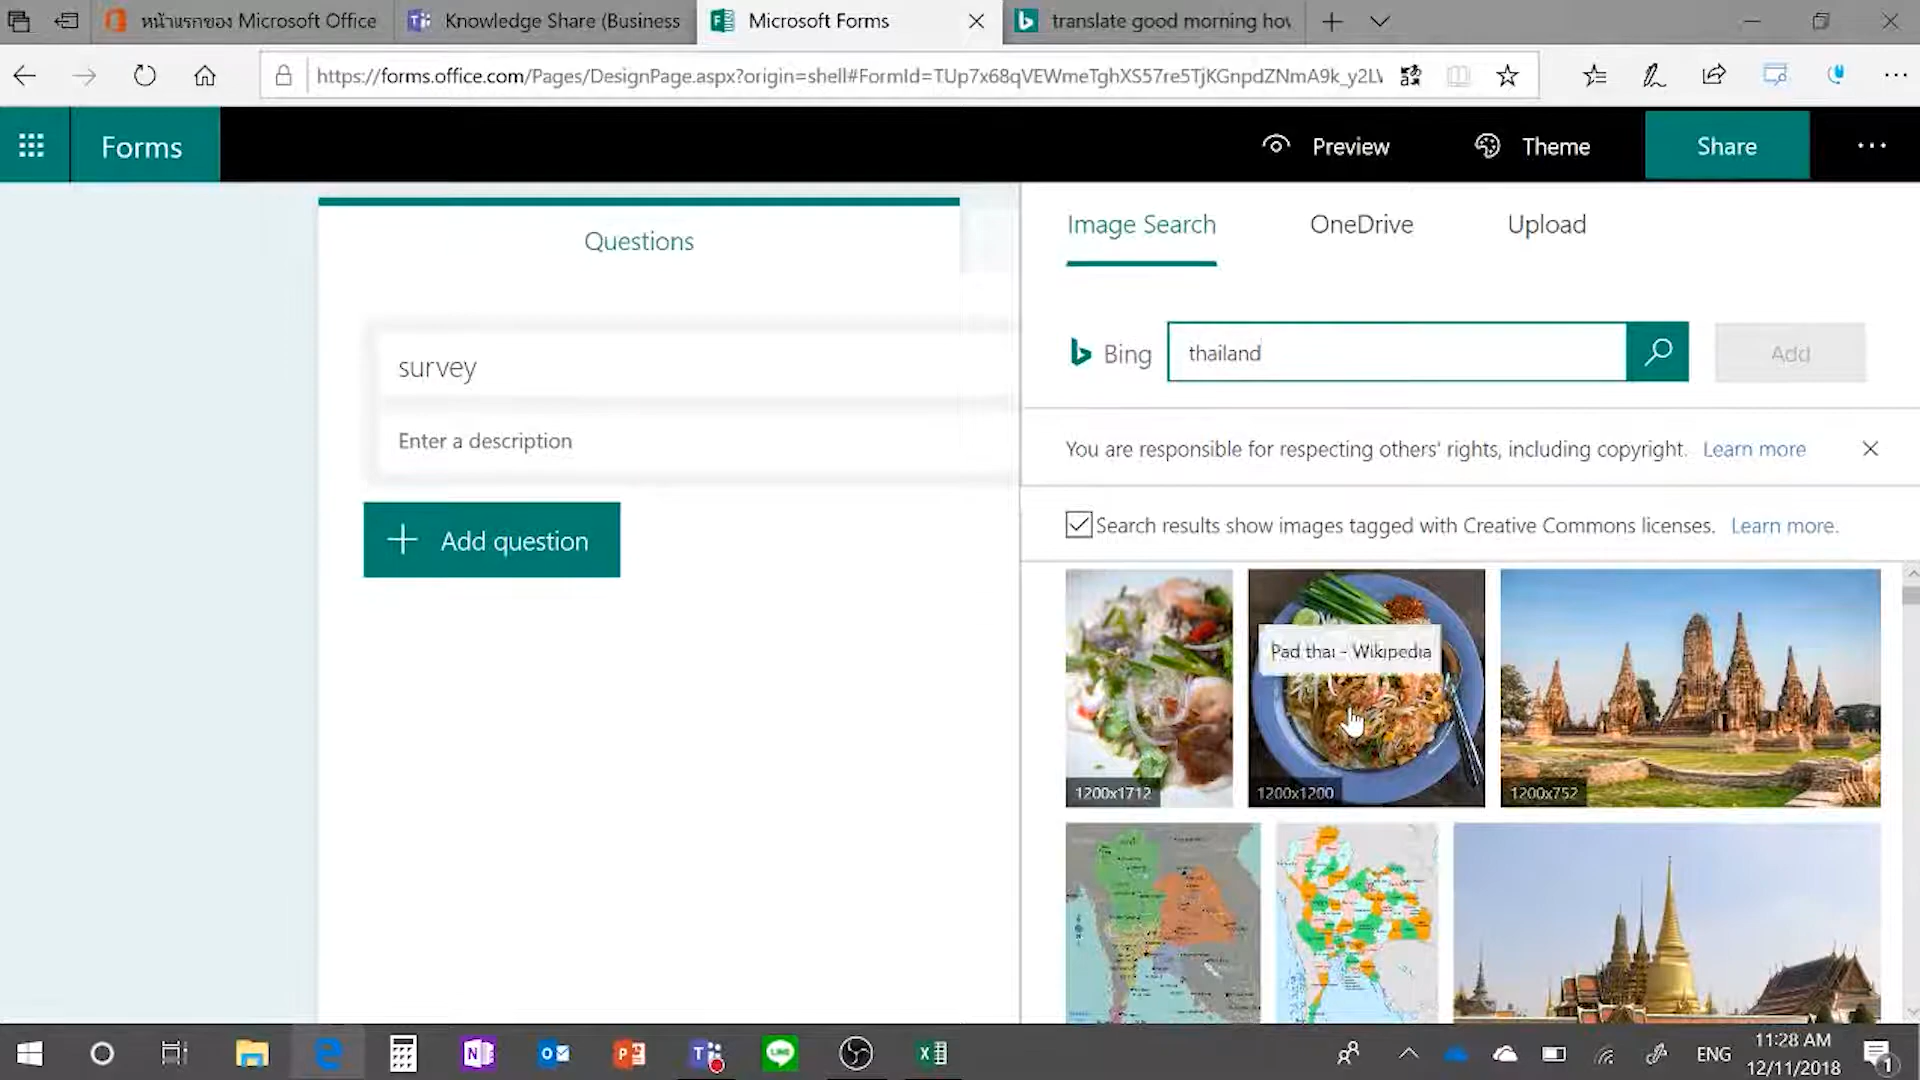 หน้าแรกของ Microsoft Office
Knowledge Share (Business
Microsoft Forms
translate good morning how
https://forms.office.com/Pages/DesignPage.aspx?origin=shell#FormId=TUp7x68qVEWmeTghXS57re5TjKGnpdZNmA9k_y2LV
Forms
Preview
Theme
Share
Questions
survey
Enter a description
Add question
Image Search
OneDrive
Upload
Bing
thailand
Add
You are responsible for respecting others' rights, including copyright. Learn more
Search results show images tagged with Creative Commons licenses. Learn more.
Pad thai - Wikipedia
1200x1712
1200x1200
1200x752
ENG
11:28 AM
12/11/2018
1